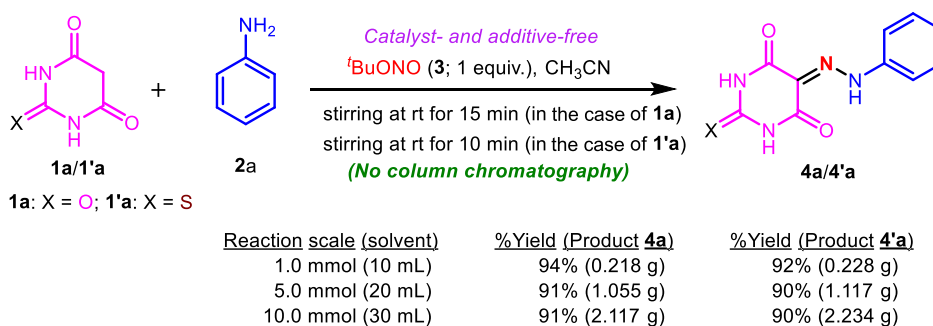 O
HN
X
N
H
O
1a/1'a
+
NH₂
2a
Catalyst- and additive-free
ᵗBuONO (3; 1 equiv.), CH₃CN
stirring at rt for 15 min (in the case of 1a)
stirring at rt for 10 min (in the case of 1'a)
(No column chromatography)
O
HN
X
N
H
O
N
N
H
4a/4'a
1a: X = O; 1'a: X = S
Reaction scale (solvent) %Yield (Product 4a) %Yield (Product 4'a)
1.0 mmol (10 mL) 94% (0.218 g) 92% (0.228 g)
5.0 mmol (20 mL) 91% (1.055 g) 90% (1.117 g)
10.0 mmol (30 mL) 91% (2.117 g) 90% (2.234 g)